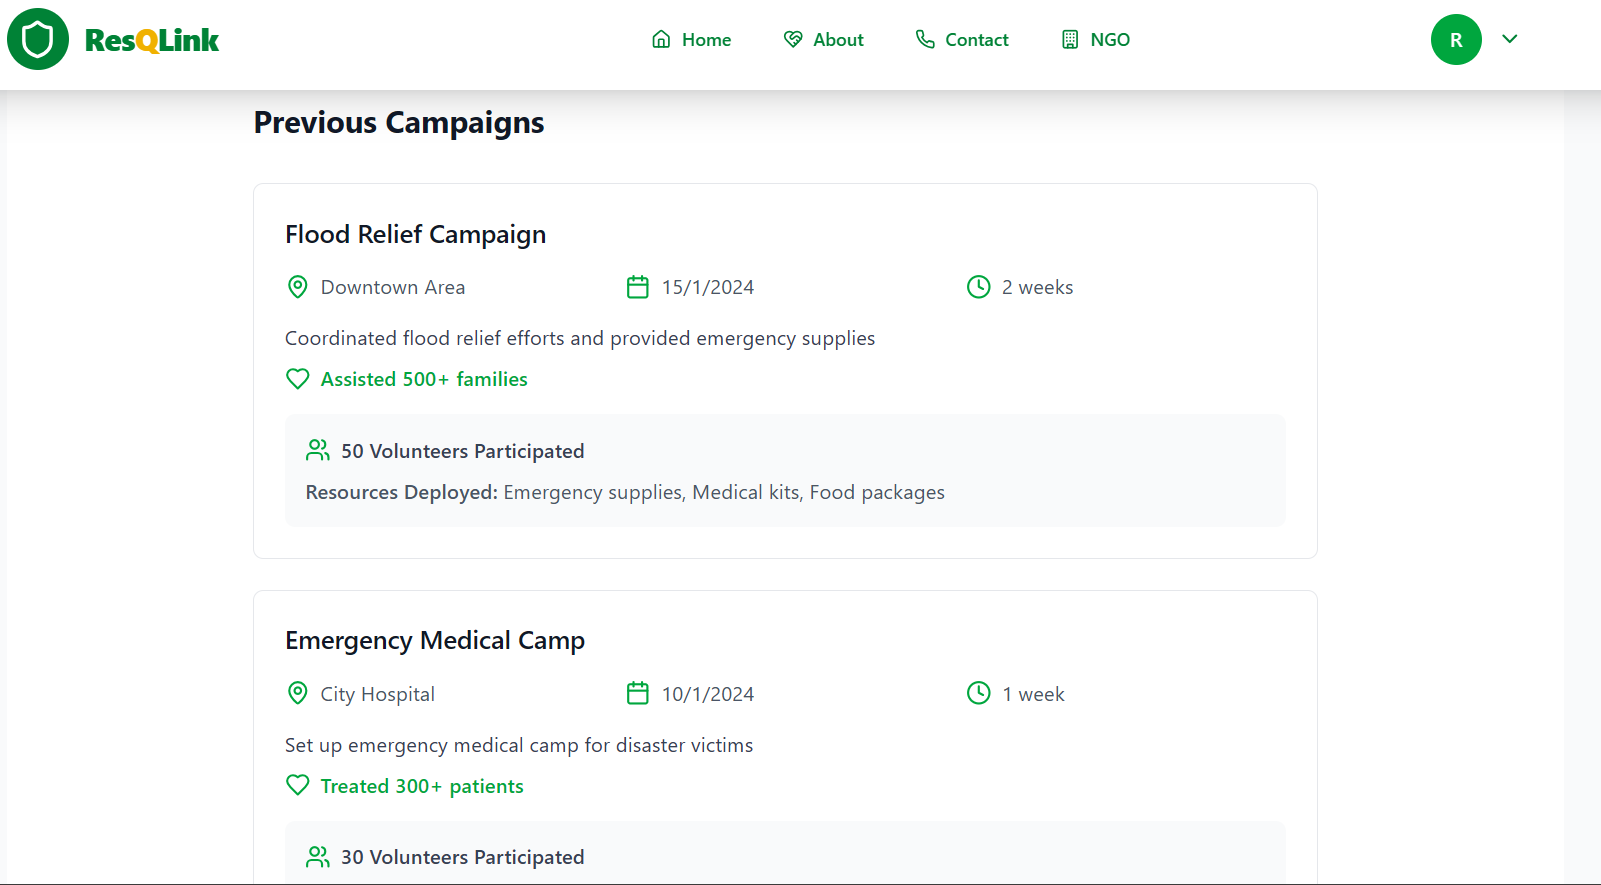 ResQLink Home About Contact NGO R
Previous Campaigns
Flood Relief Campaign
Downtown Area 15/1/2024 2 weeks
Coordinated flood relief efforts and provided emergency supplies
Assisted 500+ families
50 Volunteers Participated
Resources Deployed: Emergency supplies, Medical kits, Food packages
Emergency Medical Camp
City Hospital 10/1/2024 1 week
Set up emergency medical camp for disaster victims
Treated 300+ patients
30 Volunteers Participated